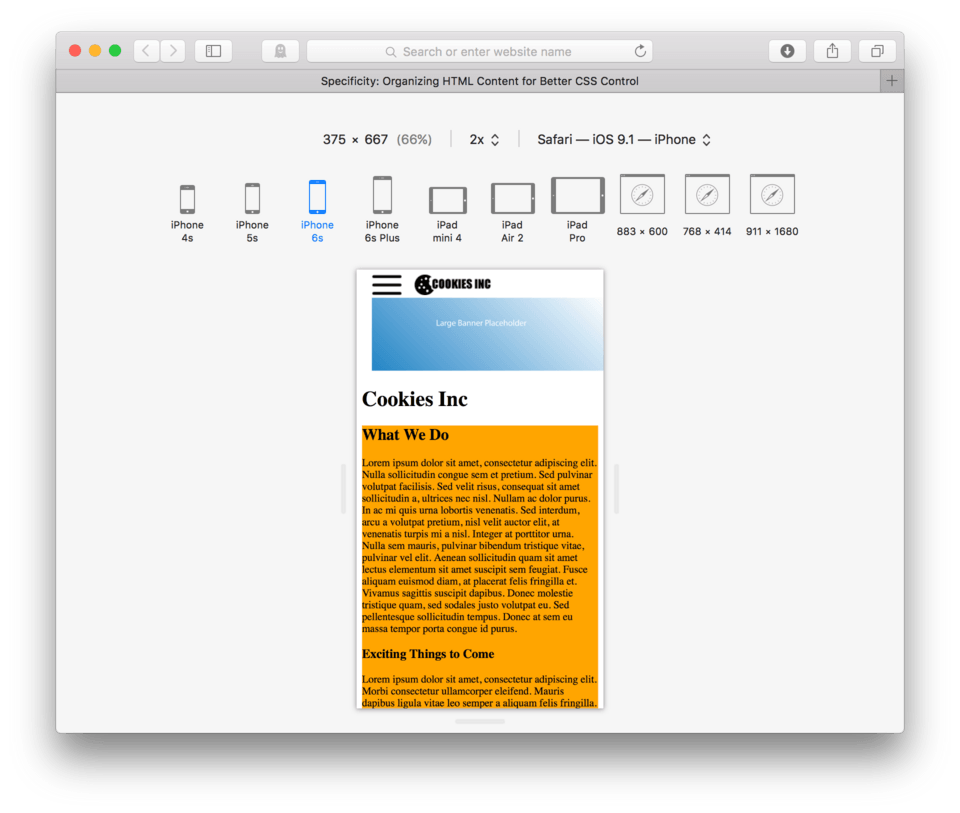 Search or enter website name
Specificity: Organizing HTML Content for Better CSS Control
375 × 667 (66%) 2x Safari — iOS 9.1 — iPhone
iPhone 4s
iPhone 5s
iPhone 6s
iPhone 6s Plus
iPad mini 4
iPad Air 2
iPad Pro
883 × 600
768 × 414
911 × 1680
COOKIES INC
Large Banner Placeholder
Cookies Inc
What We Do
Lorem ipsum dolor sit amet, consectetur adipiscing elit.
Nulla sollicitudin congue sem et pretium. Sed pulvinar
volutpat facilisis. Sed velit risus, consequat sit amet
sollicitudin a, ultrices nec nisl. Nullam ac dolor purus.
In ac mi quis urna lobortis venenatis. Sed interdum,
arcu a volutpat pretium, nisl velit auctor elit, at
venenatis turpis mi a nisl. Integer at porttitor urna.
Nulla sem mauris, pulvinar bibendum tristique vitae,
pulvinar vel elit. Aenean sollicitudin quam sit amet
lectus elementum sit amet suscipit sem feugiat. Fusce
aliquam euismod diam, at placerat felis fringilla et.
Vivamus sagittis suscipit dapibus. Donec molestie
tristique quam, sed sodales justo volutpat eu. Sed
pellentesque sollicitudin tempus. Donec at sem eu
massa tempor porta congue id purus.
Exciting Things to Come
Lorem ipsum dolor sit amet, consectetur adipiscing elit.
Morbi consectetur ullamcorper eleifend. Mauris
dapibus ligula vitae leo semper a aliquam felis fringilla.